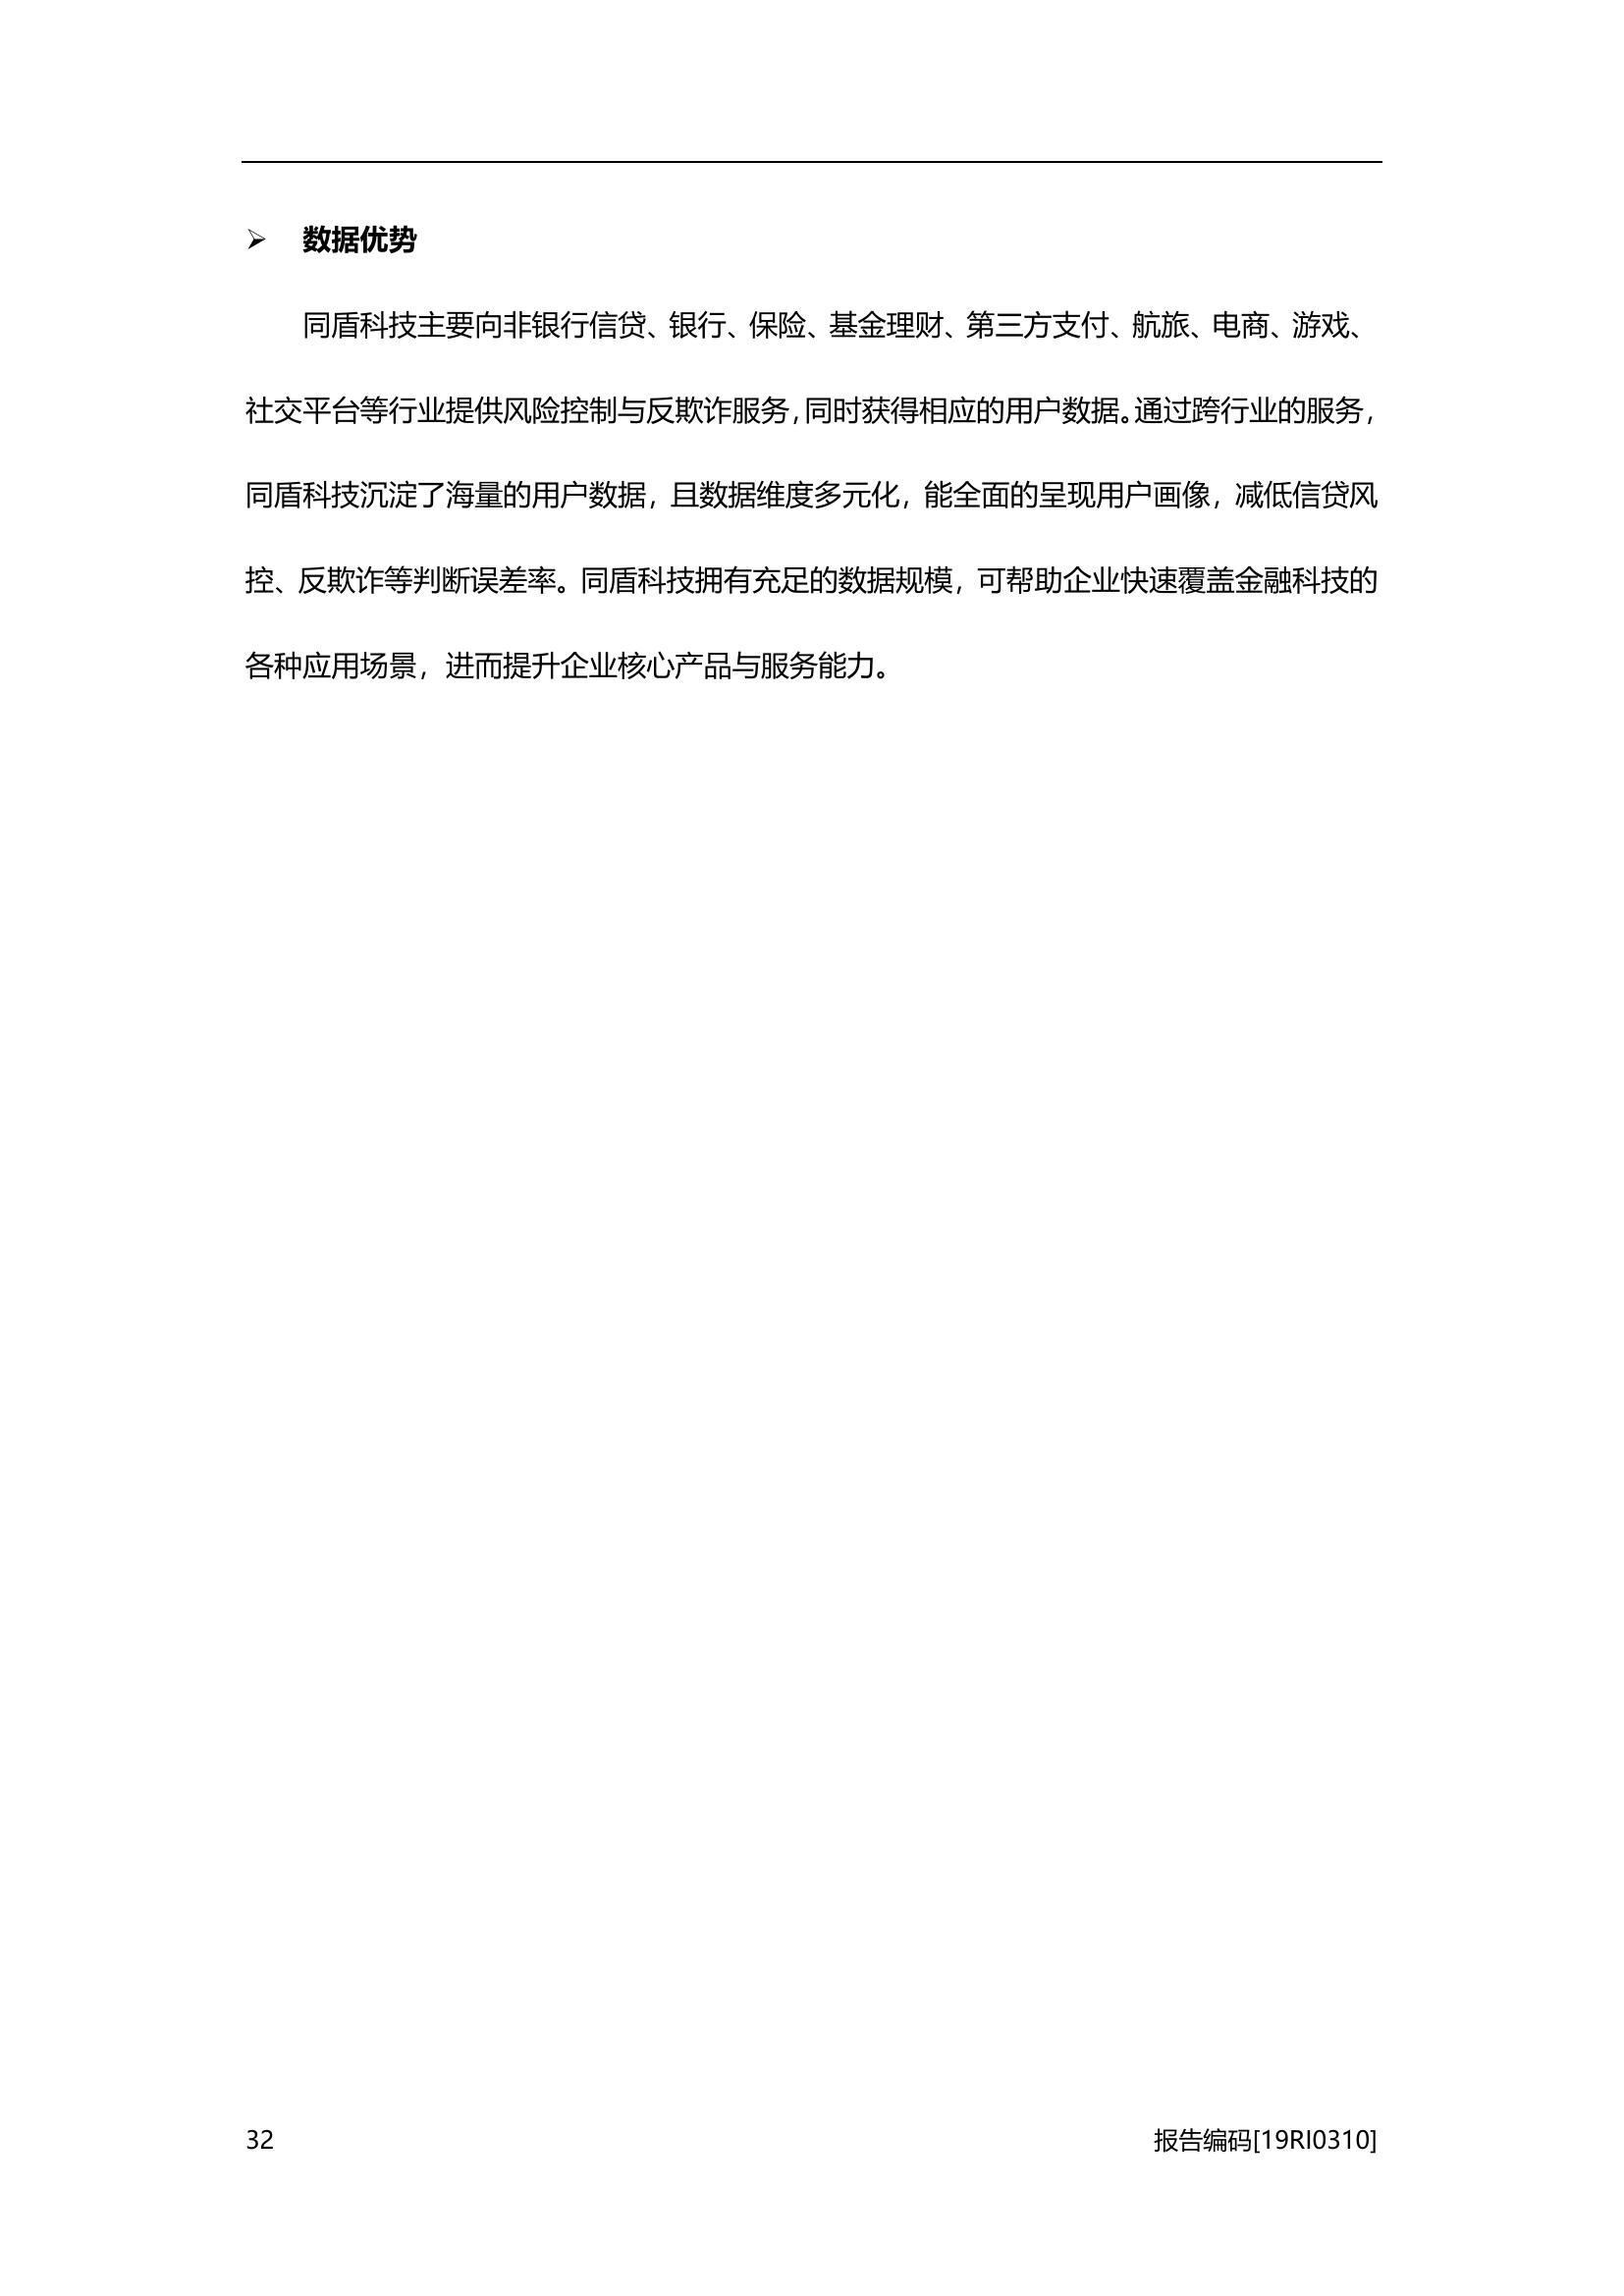 ➢ 数据优势
同盾科技主要向非银行信贷、银行、保险、基金理财、第三方支付、航旅、电商、游戏、
社交平台等行业提供风险控制与反欺诈服务，同时获得相应的用户数据。通过跨行业的服务，
同盾科技沉淀了海量的用户数据，且数据维度多元化，能全面的呈现用户画像，减低信贷风
控、反欺诈等判断误差率。同盾科技拥有充足的数据规模，可帮助企业快速覆盖金融科技的
各种应用场景，进而提升企业核心产品与服务能力。
32 报告编码[19RI0310]